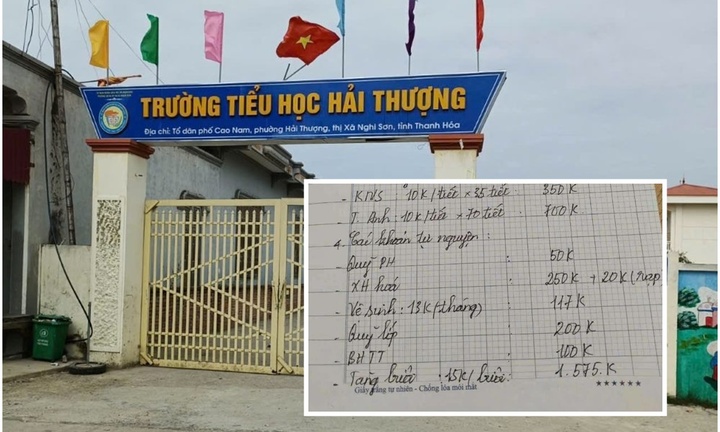 TRƯỜNG TIỂU HỌC HẢI THƯỢNG
Địa chỉ: Tổ dân phố Cao Nam, phường Hải Thượng, thị Xã Nghi Sơn, tỉnh Thanh Hóa
- KNS 10K/tiết × 35 tiết 350K
- T. Anh: 10K/tiết × 70 tiết: 700K
4. Các khoản tự nguyện:
- Quỹ PH : 50K
- XH hoá : 250K + 20K
- Vệ sinh: 13K/tháng) : 117K
- Quỹ lớp : 200K
- BHTT : 100K
- Tăng buổi : 15K/buổi: 1.575K
Giấy trắng tự nhiên - Chống lóa mỏi mắt